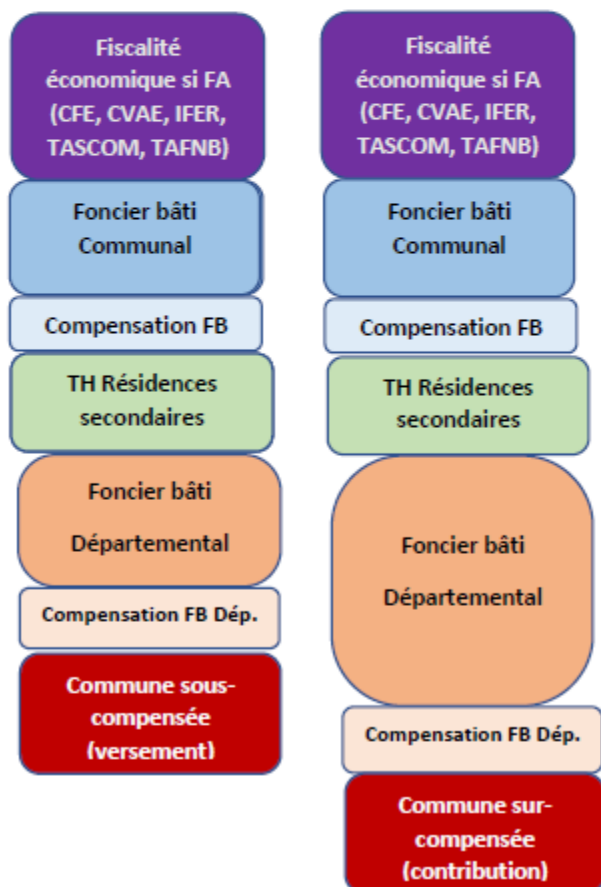 Fiscalité
économique si FA
(CFE, CVAE, IFER,
TASCOM, TAFNB)
Foncier bâti
Communal
Compensation FB
TH Résidences
secondaires
Foncier bâti
Départemental
Compensation FB Dép.
Commune sous-
compensée
(versement)
Fiscalité
économique si FA
(CFE, CVAE, IFER,
TASCOM, TAFNB)
Foncier bâti
Communal
Compensation FB
TH Résidences
secondaires
Foncier bâti
Départemental
Compensation FB Dép.
Commune sur-
compensée
(contribution)